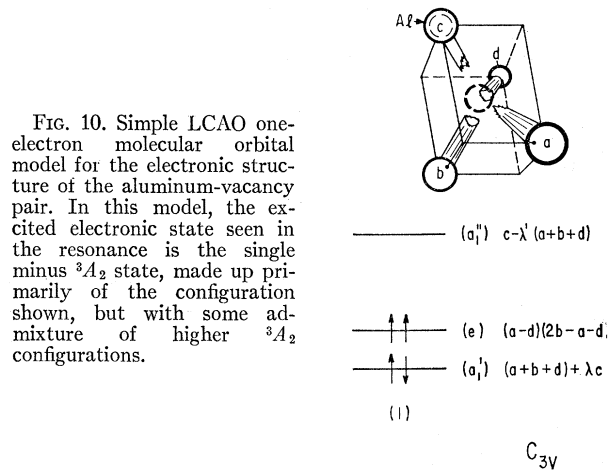 FIG. 10. Simple LCAO one-
electron molecular orbital
model for the electronic struc-
ture of the aluminum-vacancy
pair. In this model, the ex-
cited electronic state seen in
the resonance is the single
minus ³A₂ state, made up pri-
marily of the configuration
shown, but with some ad-
mixture of higher ³A₂
configurations.
Al
c
d
a
b
(a₁″) c-λ′(a+b+d)
(e) (a-d)(2b-a-d)
(a₁′) (a+b+d)+λc
(1)
C₃ᵥ